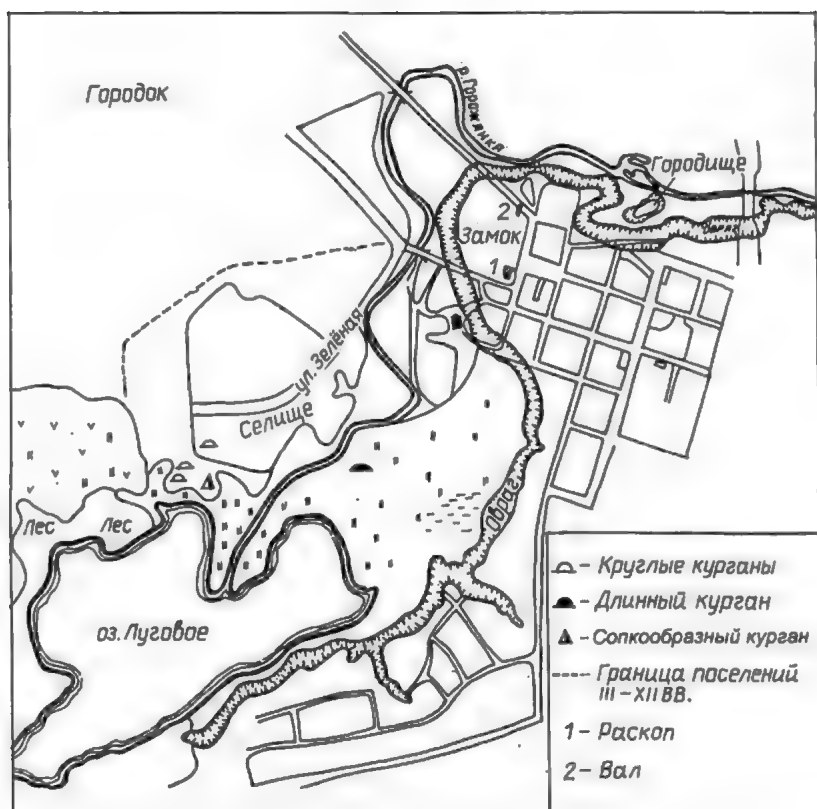 Городок
р. Горожянка
Городище
2
Замок
1
ул. Зелёная
Селище
Лес
Лес
Овраг
оз. Луговое
- Круглые курганы
- Длинный курган
- Сопкообразный курган
- Граница поселений
III-XII ВВ.
1 - Раскоп
2 - Вал